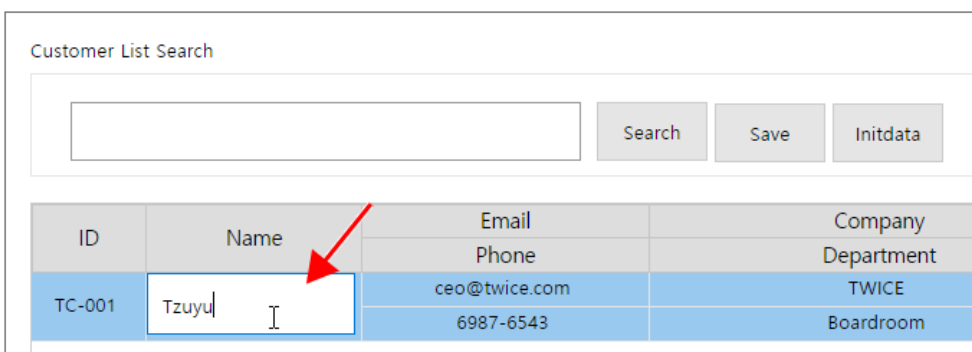 Customer List Search
Search Save Initdata
ID Name Email Company
Phone Department
TC-001 Tzuyu ceo@twice.com TWICE
6987-6543 Boardroom